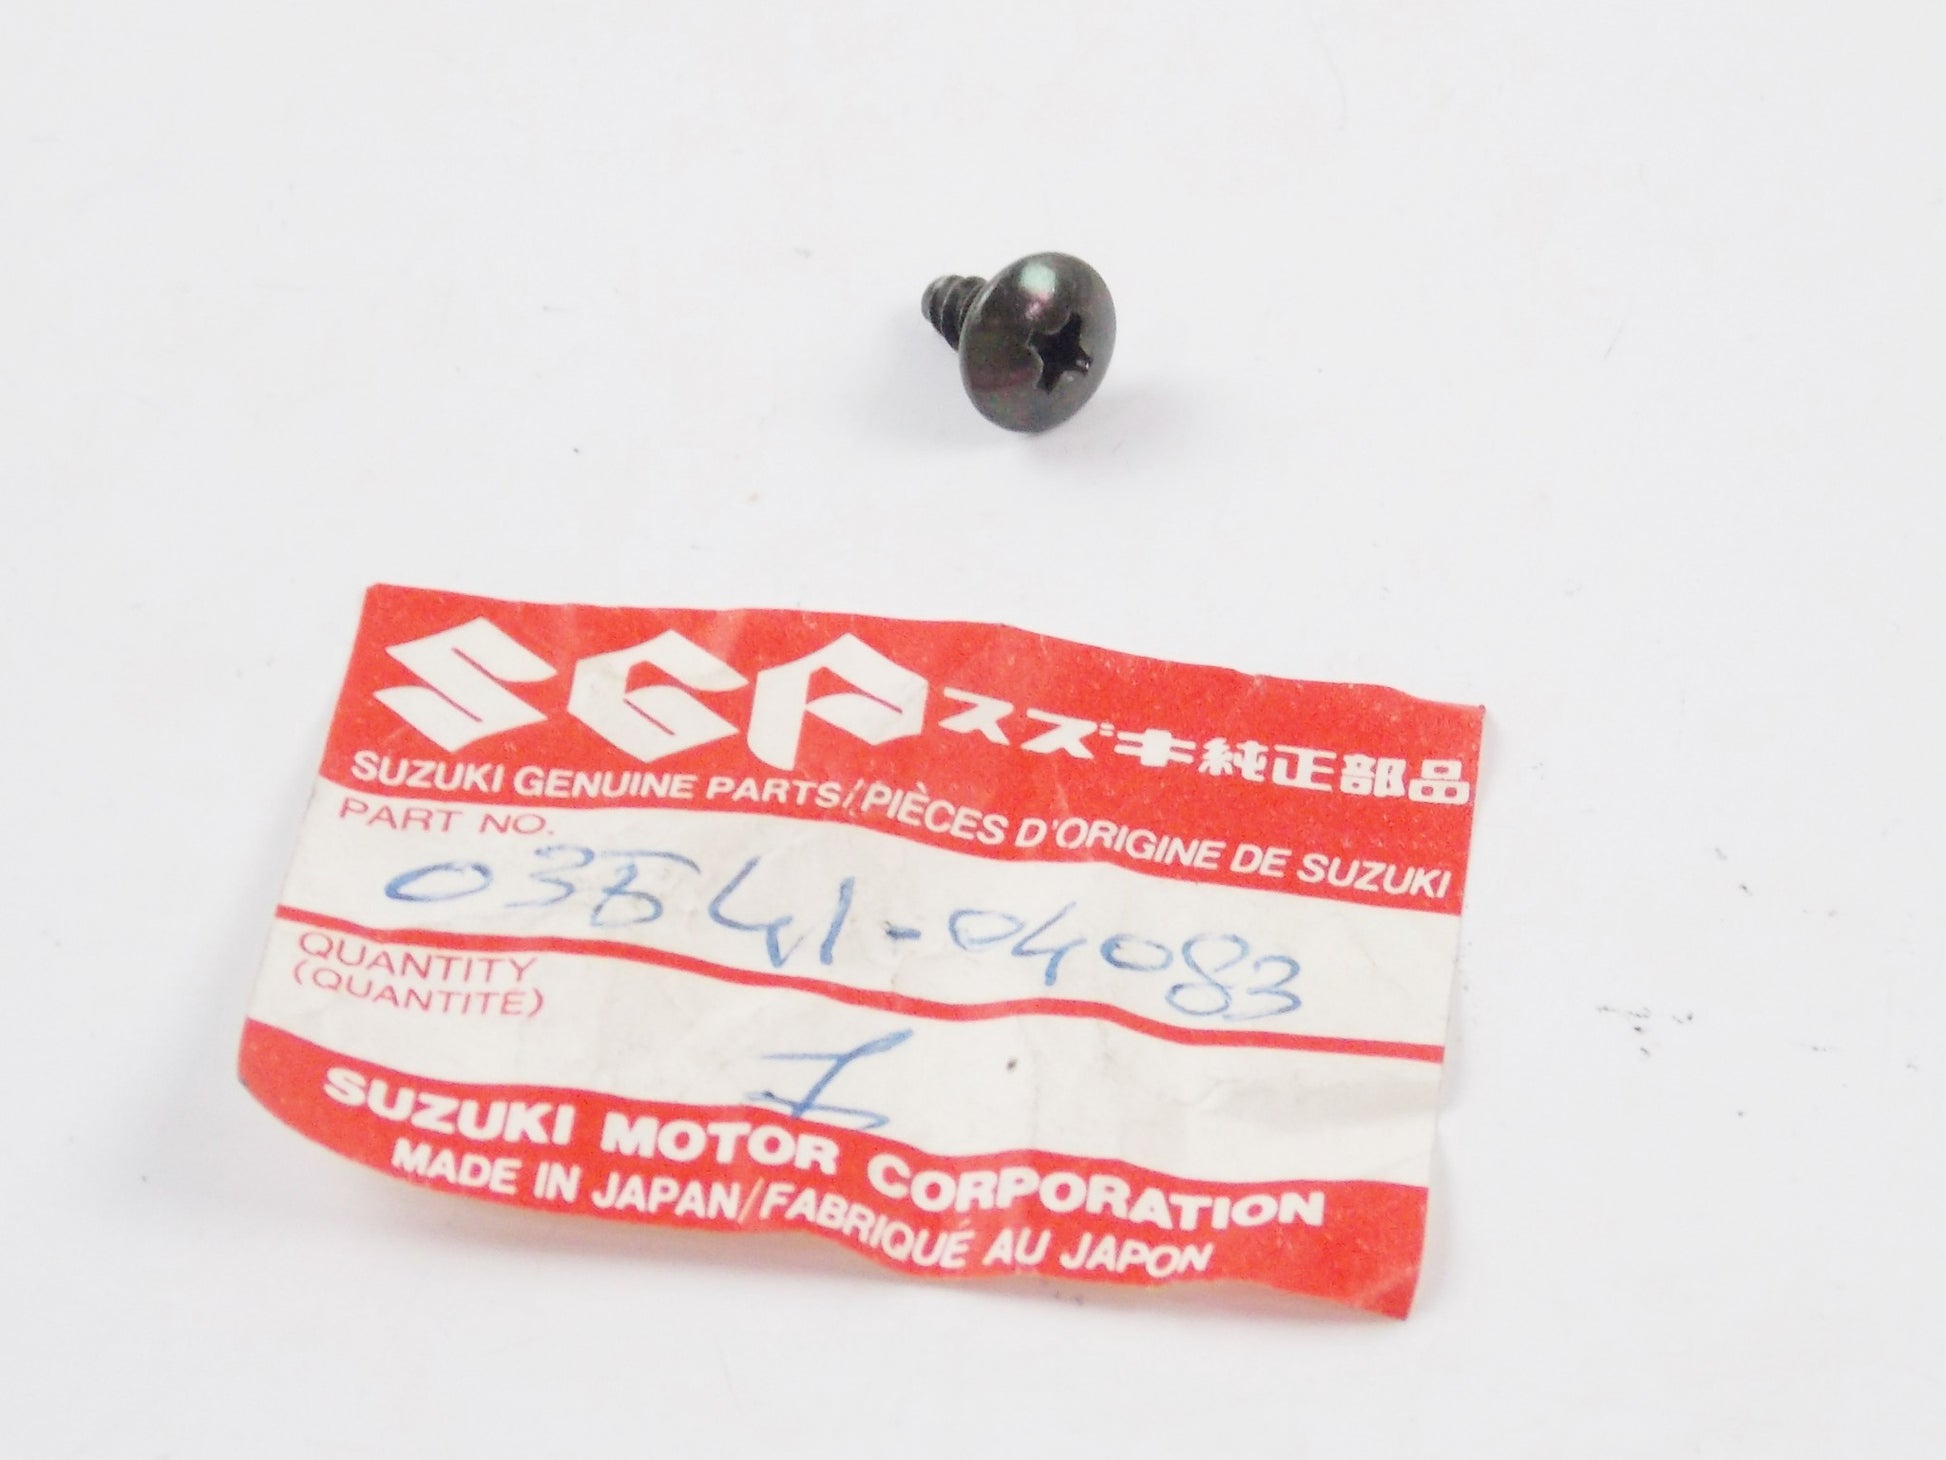 SGP スズキ純正部品
SUZUKI GENUINE PARTS/PIÈCES D'ORIGINE DE SUZUKI
PART NO.
03541-04083
QUANTITY
(QUANTITÉ)
1
SUZUKI MOTOR CORPORATION
MADE IN JAPAN/FABRIQUÉ AU JAPON